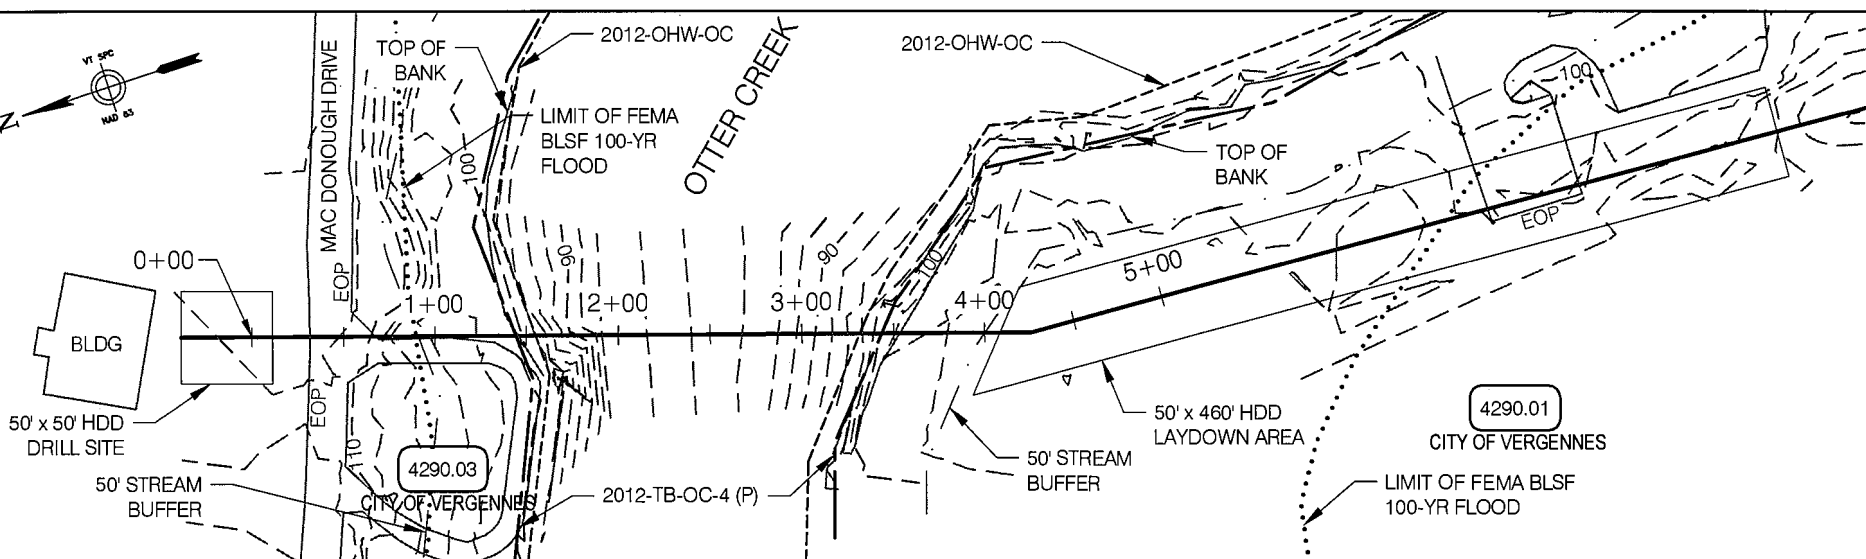 VT SPC
NAD 83
N
MAC DONOUGH DRIVE
TOP OF
BANK
2012-OHW-OC
LIMIT OF FEMA
BLSF 100-YR
FLOOD
100
OTTER CREEK
2012-OHW-OC
TOP OF
BANK
100
EOP
0+00
EOP
1+00
90
2+00
3+00
90
100
4+00
5+00
BLDG
50' x 50' HDD
DRILL SITE
EOP
110
4290.03
CITY OF VERGENNES
50' STREAM
BUFFER
2012-TB-OC-4 (P)
50' STREAM
BUFFER
50' x 460' HDD
LAYDOWN AREA
4290.01
CITY OF VERGENNES
LIMIT OF FEMA BLSF
100-YR FLOOD